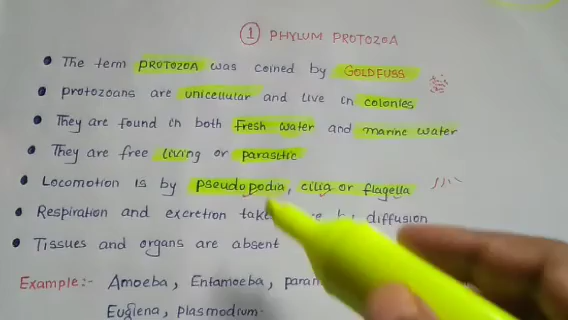 ① PHYLUM PROTOZOA
The term PROTOZOA was coined by GOLDFUSS
protozoans are unicellular and live in colonies
They are found in both fresh water and marine water
They are free living or parasitic
Locomotion is by pseudopodia, cilia or flagella
Respiration and excretion by diffusion
Tissues and organs are absent
Example:- Amoeba, Entamoeba,
Euglena, plasmodium.